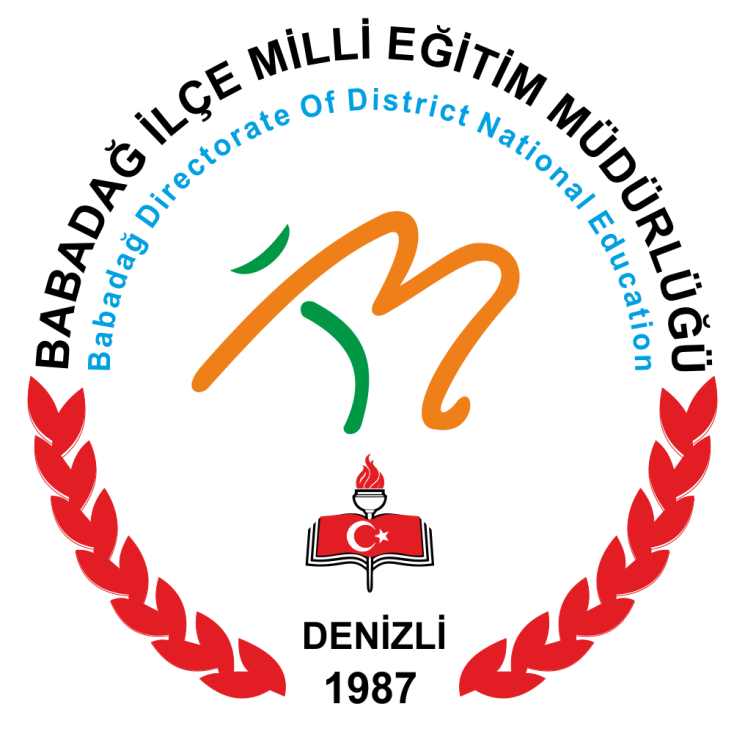 BABADAĞ İLÇE MİLLİ EĞİTİM MÜDÜRLÜĞÜ
Babadağ Directorate Of District National Education
DENİZLİ
1987